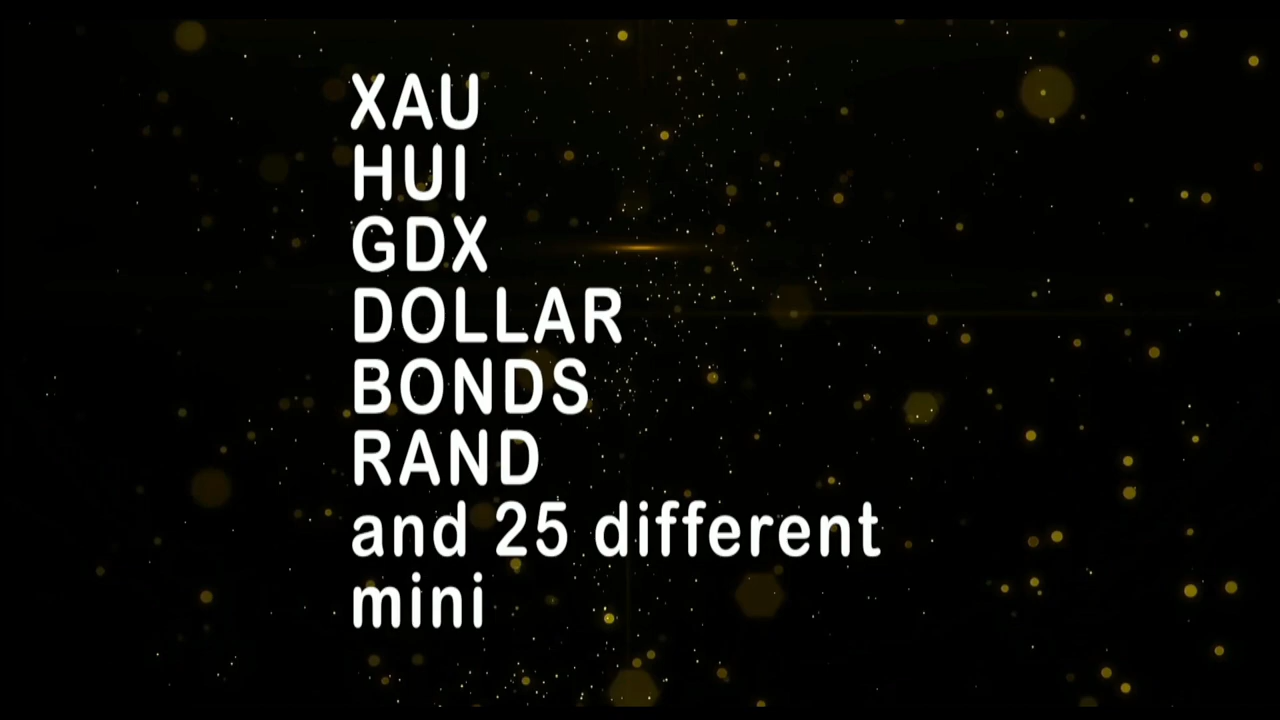 XAU
HUI
GDX
DOLLAR
BONDS
RAND
and 25 different
mini